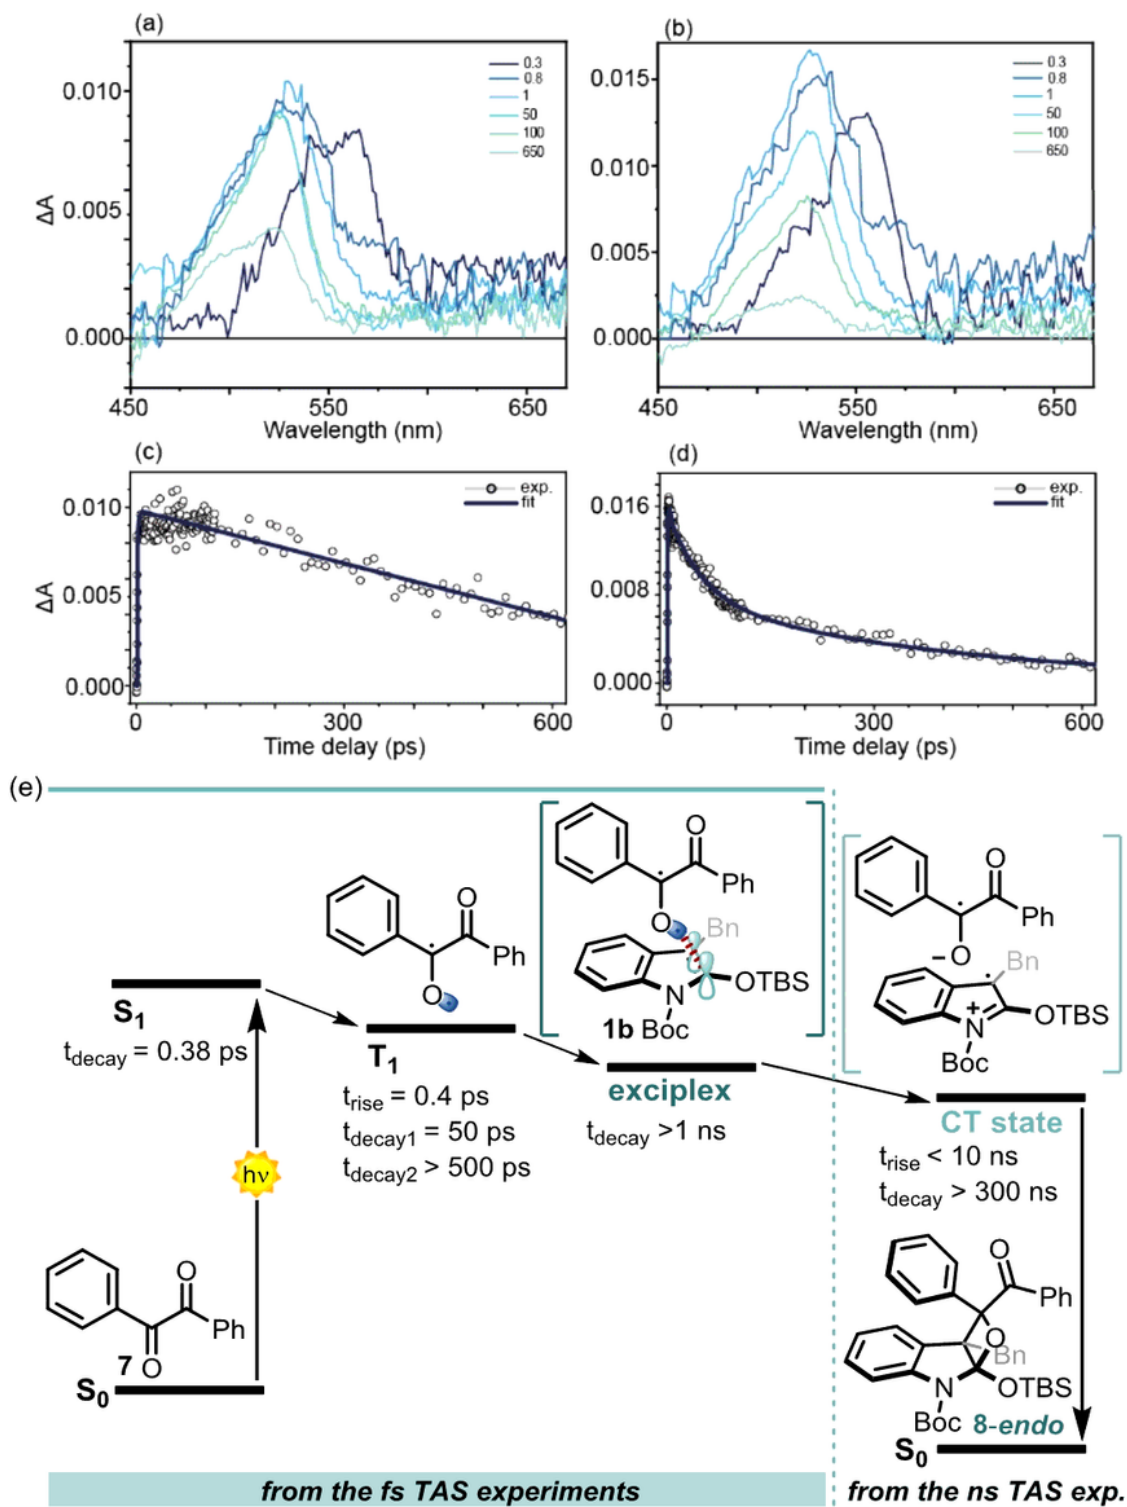 (a)
0.3
0.8
1
50
100
650
0.010
0.005
0.000
ΔA
450
550
650
Wavelength (nm)
(b)
0.3
0.8
1
50
100
650
0.015
0.010
0.005
0.000
450
550
650
Wavelength (nm)
(c)
exp.
fit
0.010
0.005
0.000
ΔA
0
300
600
Time delay (ps)
(d)
exp.
fit
0.016
0.008
0.000
0
300
600
Time delay (ps)
(e)
S1
tdecay = 0.38 ps
hν
O
Ph
O
7
S0
O
Ph
O
T1
trise = 0.4 ps
tdecay1 = 50 ps
tdecay2 > 500 ps
O
Ph
O
Bn
OTBS
N
1b Boc
exciplex
tdecay >1 ns
O
Ph
− O
Bn
+
N
OTBS
Boc
CT state
trise < 10 ns
tdecay > 300 ns
O
Ph
O
Bn
N
OTBS
Boc
8-endo
S0
from the fs TAS experiments
from the ns TAS exp.